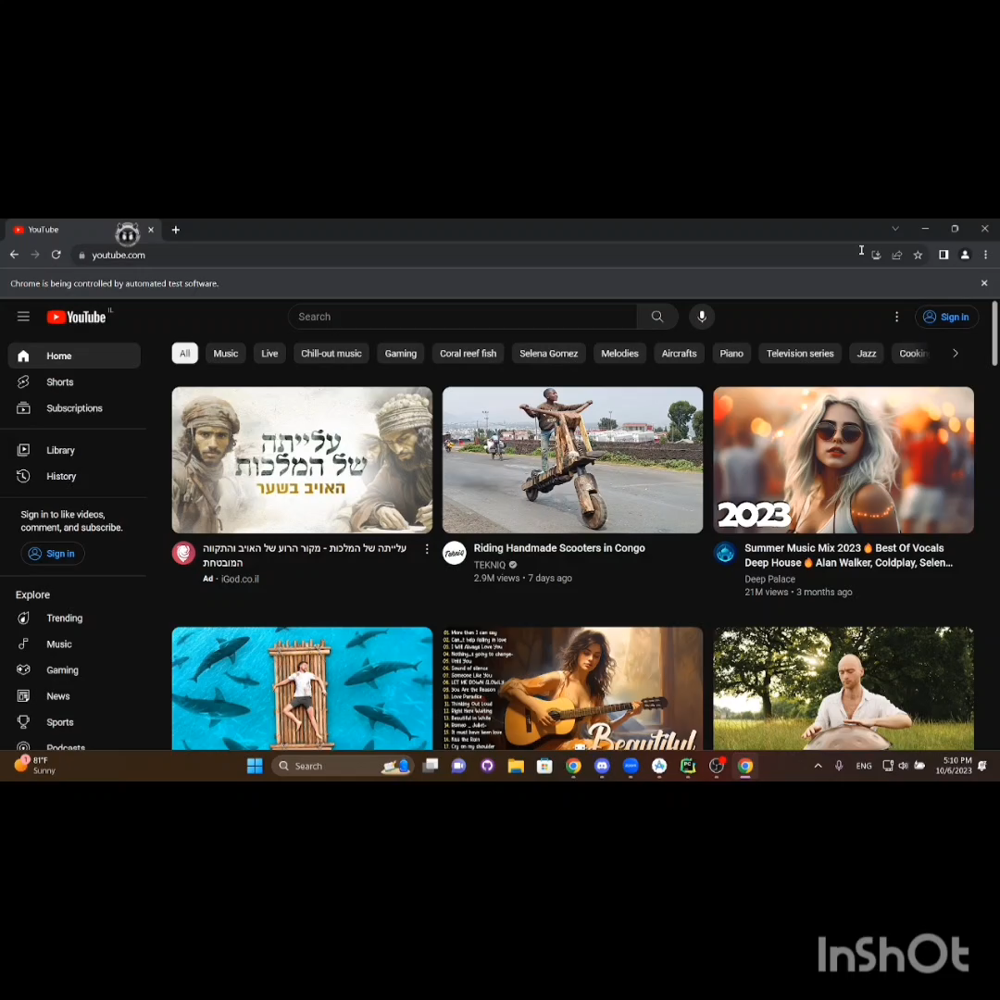 YouTube
youtube.com
Chrome is being controlled by automated test software.
YouTube IL
Search
Sign in
Home
Shorts
Subscriptions
Library
History
Sign in to like videos,
comment, and subscribe.
Sign in
Explore
Trending
Music
Gaming
News
Sports
Podcasts
All Music Live Chill-out music Gaming Coral reef fish Selena Gomez Melodies Aircrafts Piano Television series Jazz Cookin
עלייתה
של המלכות
האויב בשער
עלייתה של המלכות - מקור הרוע של האויב והתקווה
המובטחת
Ad · iGod.co.il
TEKNIQ
Riding Handmade Scooters in Congo
TEKNIQ
2.9M views · 7 days ago
2023
Summer Music Mix 2023🔥Best Of Vocals
Deep House🔥Alan Walker, Coldplay, Selen...
Deep Palace
21M views · 3 months ago
01. More than I can say
02. Can..t help falling in love
03. I Will Always Love You
04. Nothing..s going to change-
05. Until You
06. Sound of silence
07. Someone Like You
08. LET ME DOWN SLOWLY
09. You Are the Reason
10. Love Paradise
11. Thinking Out Loud
12. Right Here Waiting
13. Beautiful in White
14. Romeo _ Juliet-
15. It must have been love
16. Kiss the Rain
17. Cry on my shoulder
Beautiful
1
81°F
Sunny
Search
PC
ENG
5:10 PM
10/6/2023
InShOt